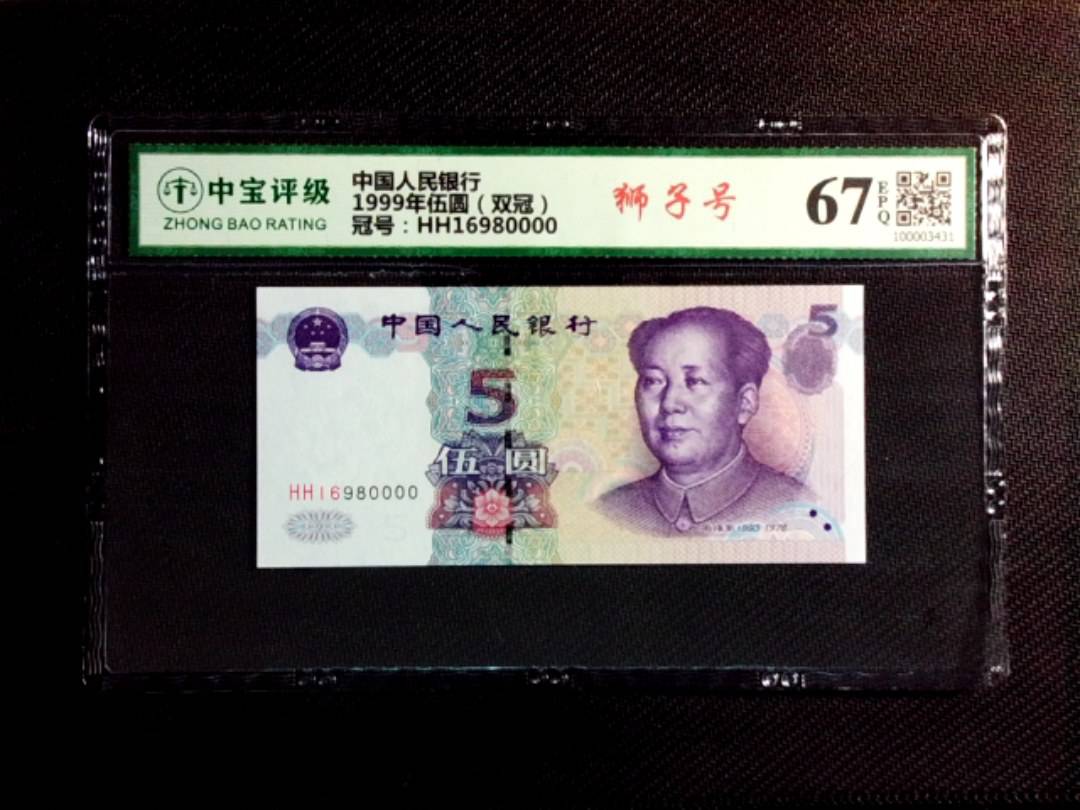 中宝评级
ZHONG BAO RATING
中国人民银行
1999年伍圆（双冠）
冠号：HH16980000
狮子号
67
EPQ
100003431
中国人民银行
5
5
伍圆
HH16980000
1893-1976